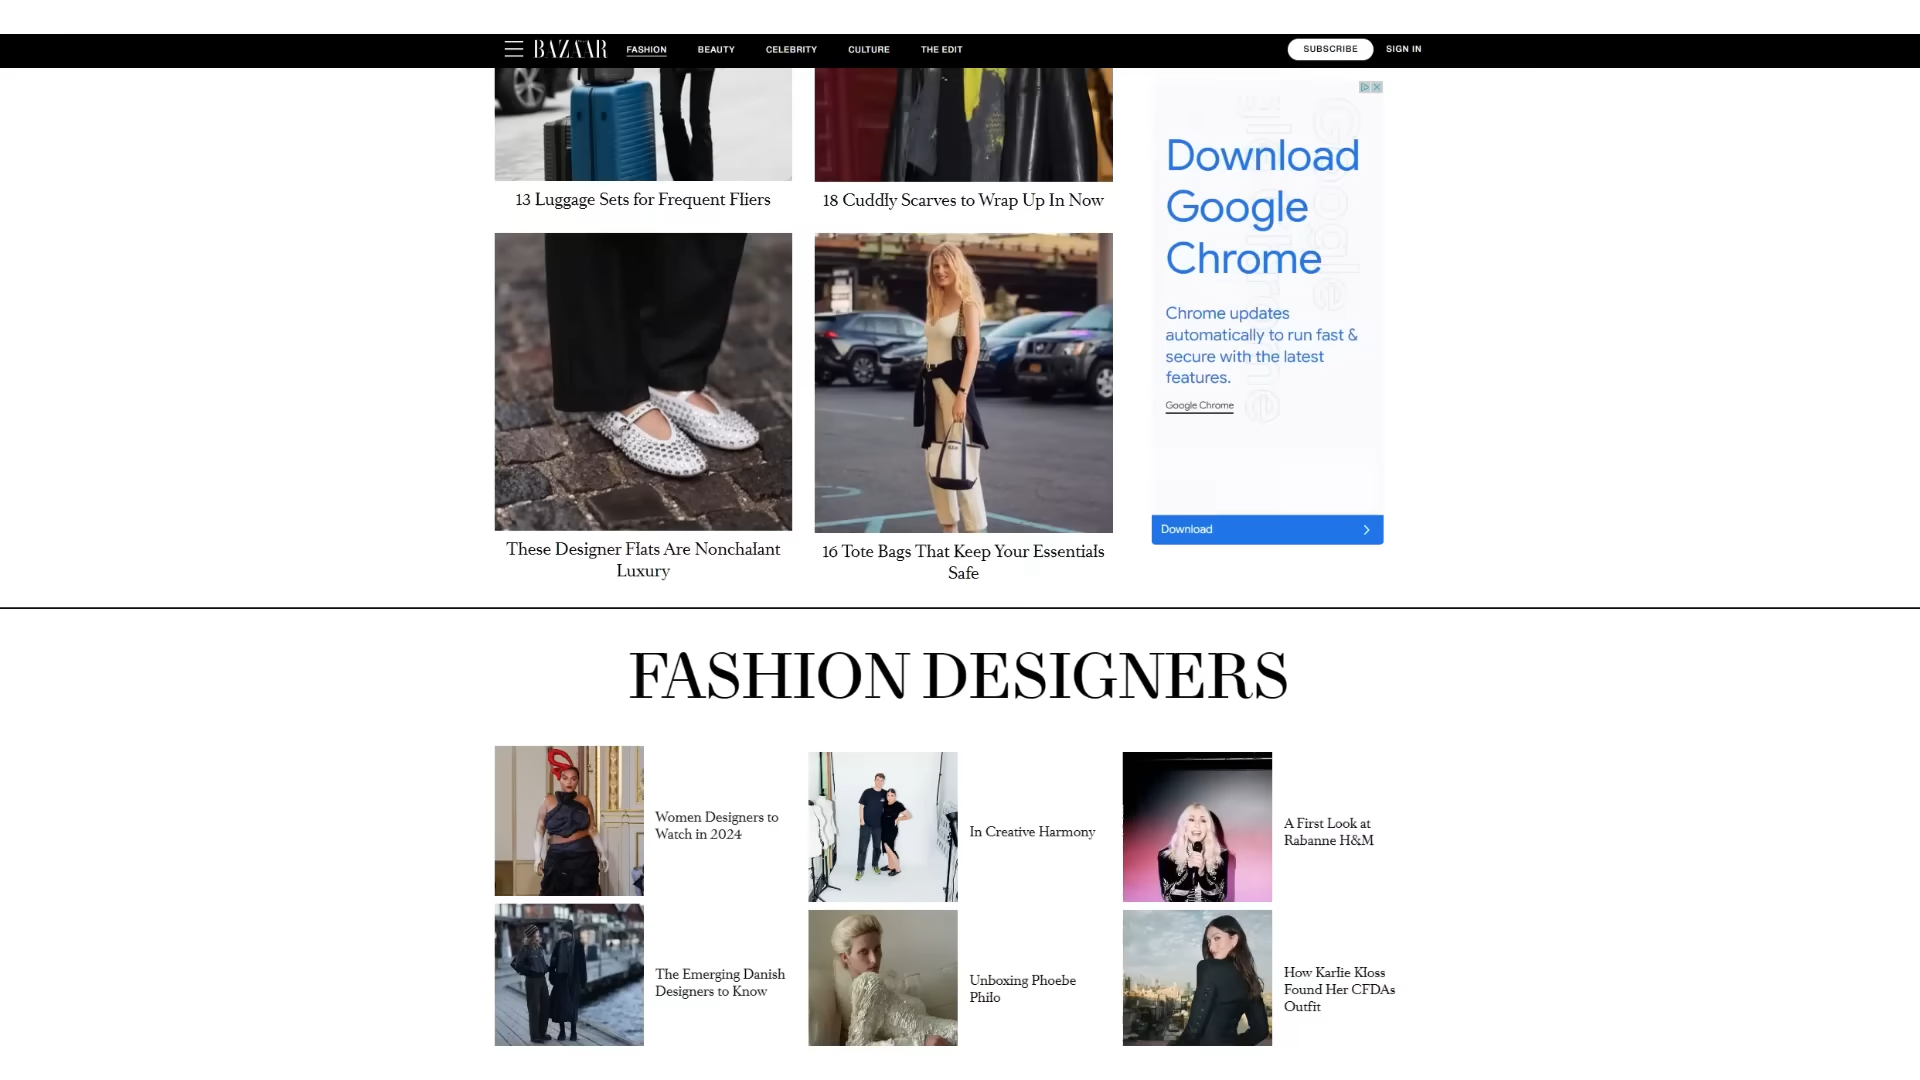 BAZAAR
FASHION
BEAUTY
CELEBRITY
CULTURE
THE EDIT
SUBSCRIBE
SIGN IN
13 Luggage Sets for Frequent Fliers
18 Cuddly Scarves to Wrap Up In Now
These Designer Flats Are Nonchalant
Luxury
16 Tote Bags That Keep Your Essentials
Safe
Download
Google
Chrome
Chrome updates
automatically to run fast &
secure with the latest
features.
Google Chrome
Download
FASHION DESIGNERS
Women Designers to
Watch in 2024
In Creative Harmony
A First Look at
Rabanne H&M
The Emerging Danish
Designers to Know
Unboxing Phoebe
Philo
How Karlie Kloss
Found Her CFDAs
Outfit